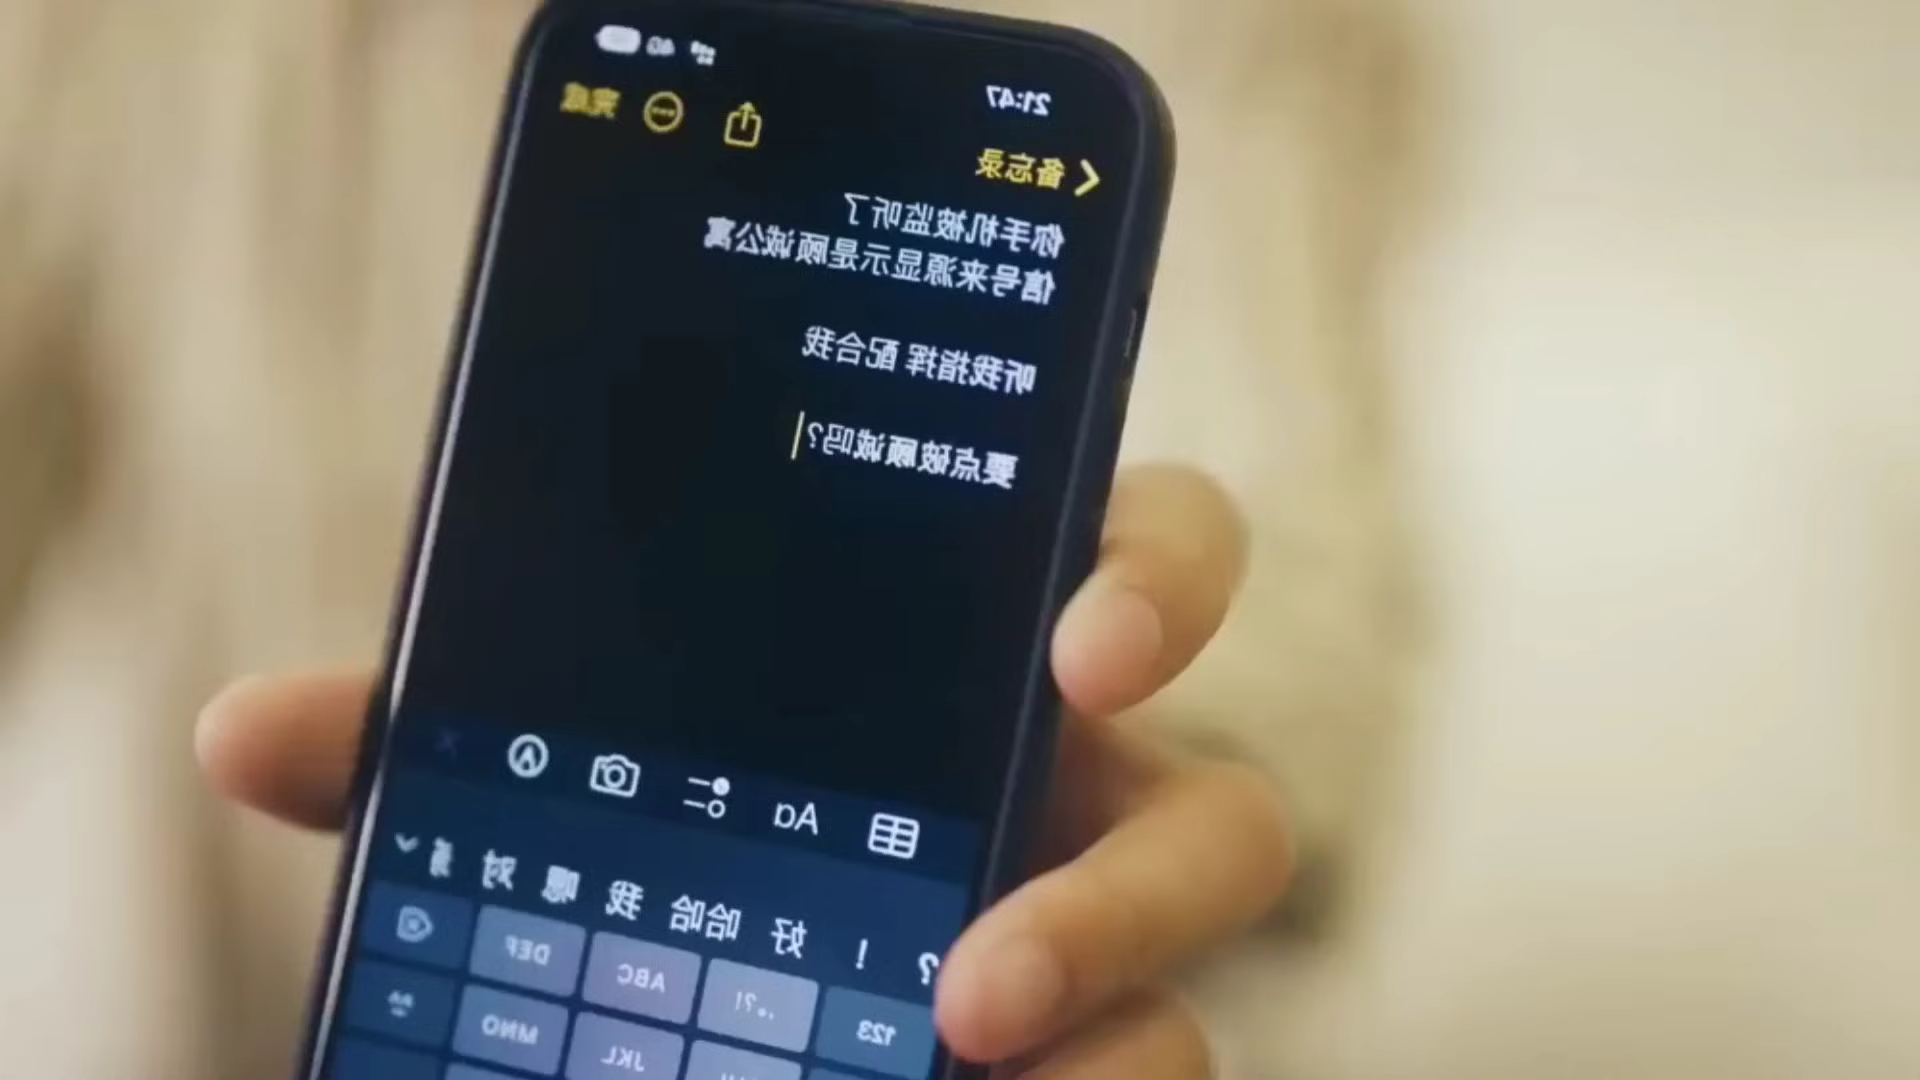 21:47
4G
备忘录
完成
你手机被监听了
信号来源显示是顾诚公寓
听我指挥 配合我
要点破顾诚吗?
Aa
? ! 好 哈哈 我 嗯 对
123 .,?! ABC DEF
JKL MNO